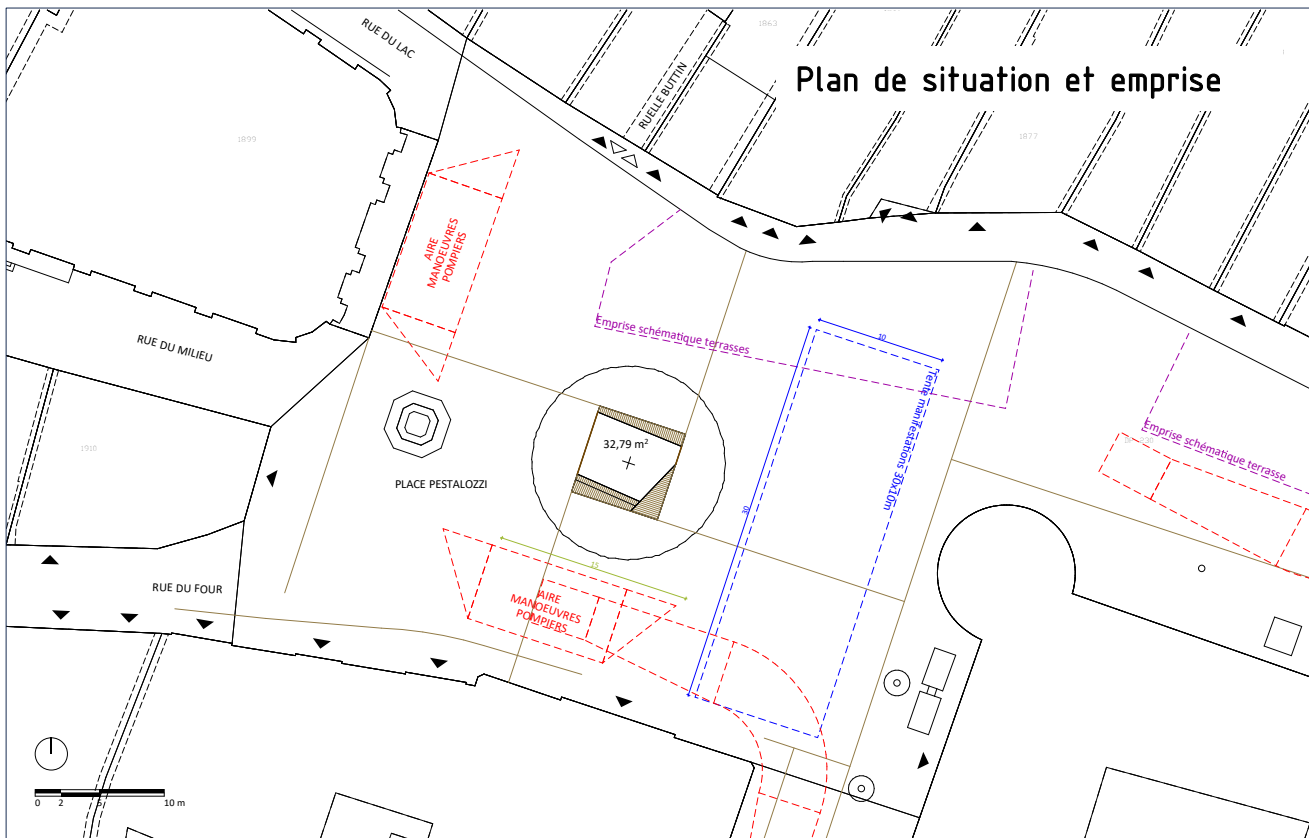 Plan de situation et emprise
RUE DU LAC
RUELLE BUTTIN
1863
1877
1899
AIRE
MANOEUVRES
POMPIERS
Emprise schématique terrasses
RUE DU MILIEU
10
Tente manifestations 30x10m
30
32,79 m²
PLACE PESTALOZZI
1910
Emprise schématique terrasse
15
AIRE
MANOEUVRES
POMPIERS
RUE DU FOUR
0 2 5 10 m